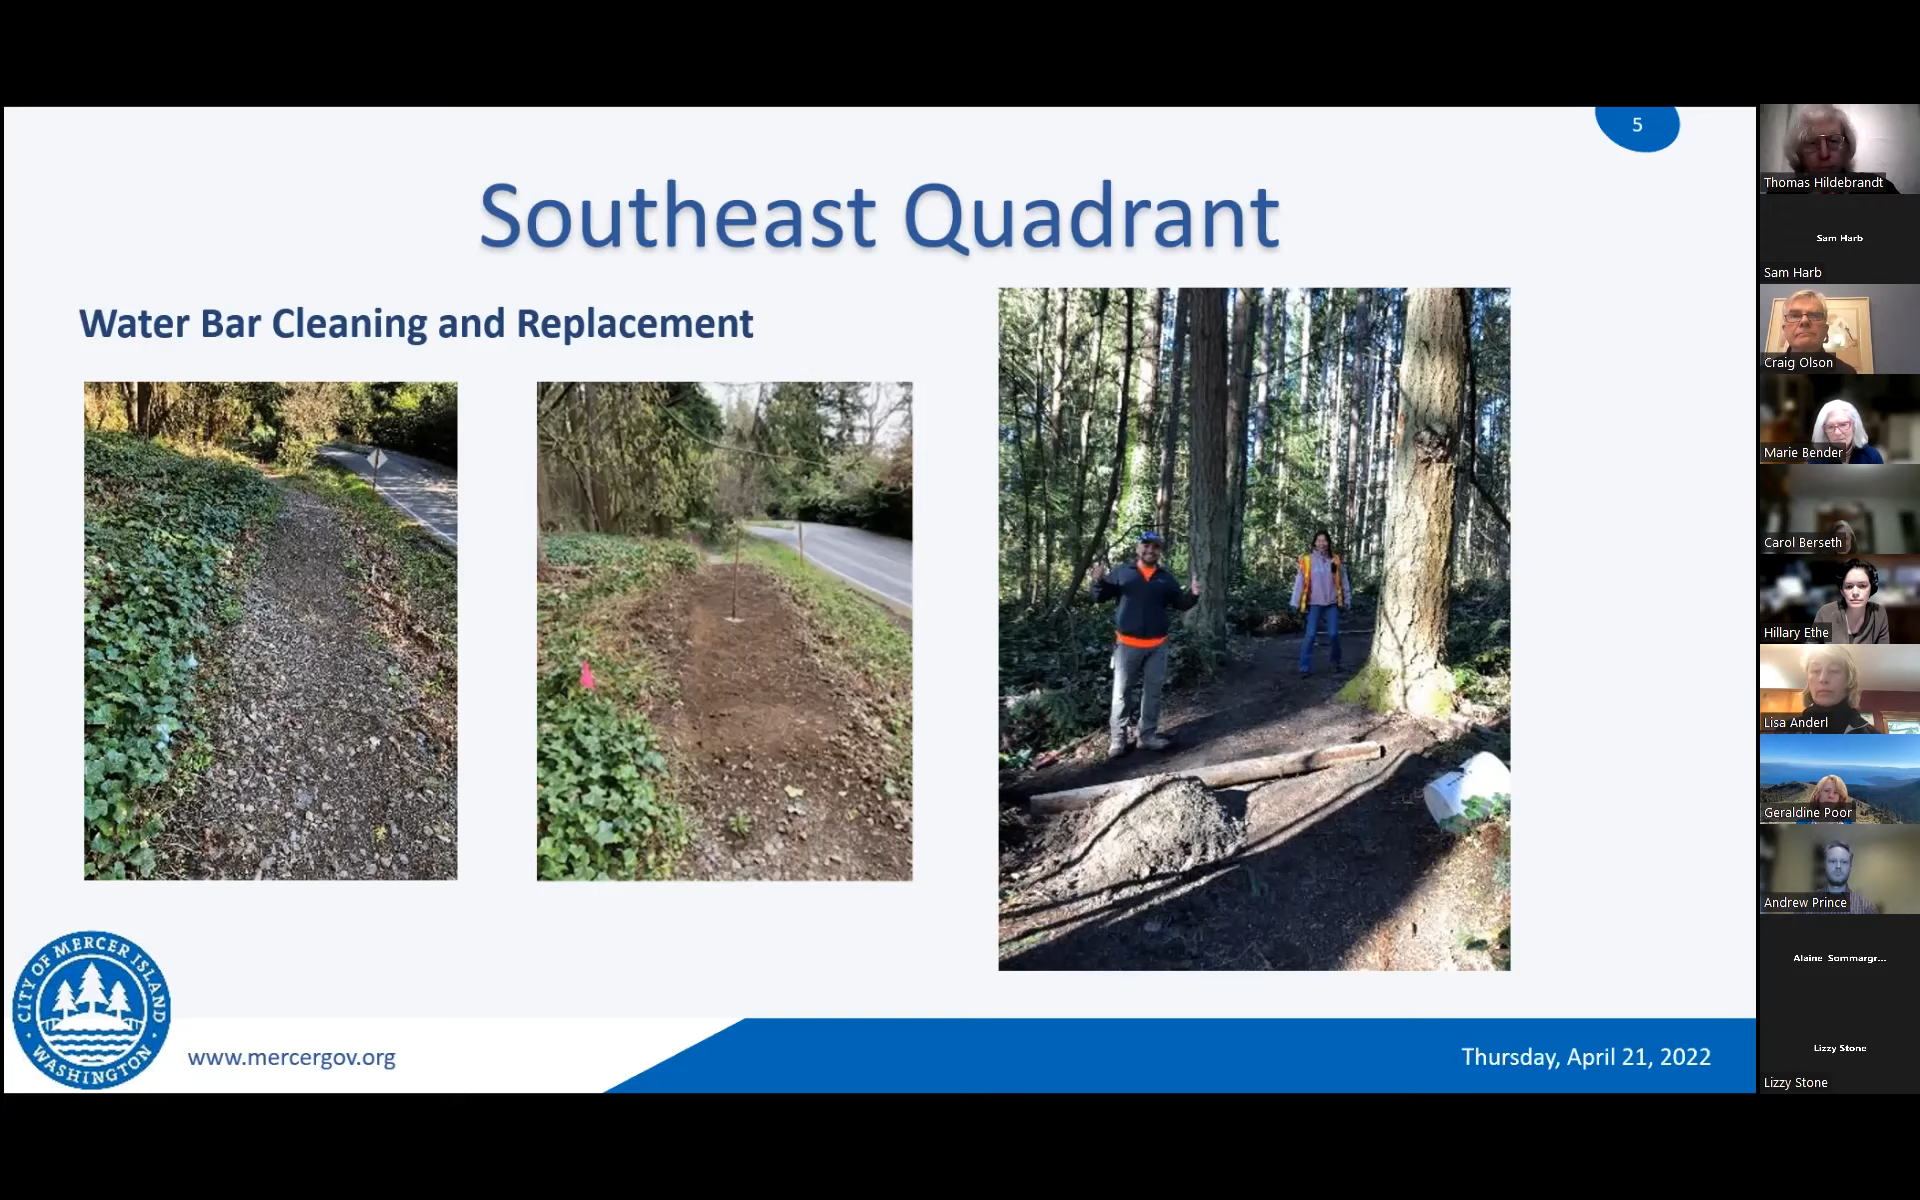 5
Southeast Quadrant
Water Bar Cleaning and Replacement
CITY OF MERCER ISLAND
WASHINGTON
www.mercergov.org
Thursday, April 21, 2022
Thomas Hildebrandt
Sam Harb
Sam Harb
Craig Olson
Marie Bender
Carol Berseth
Hillary Ethe
Lisa Anderl
Geraldine Poor
Andrew Prince
Alaine Sommargr...
Lizzy Stone
Lizzy Stone